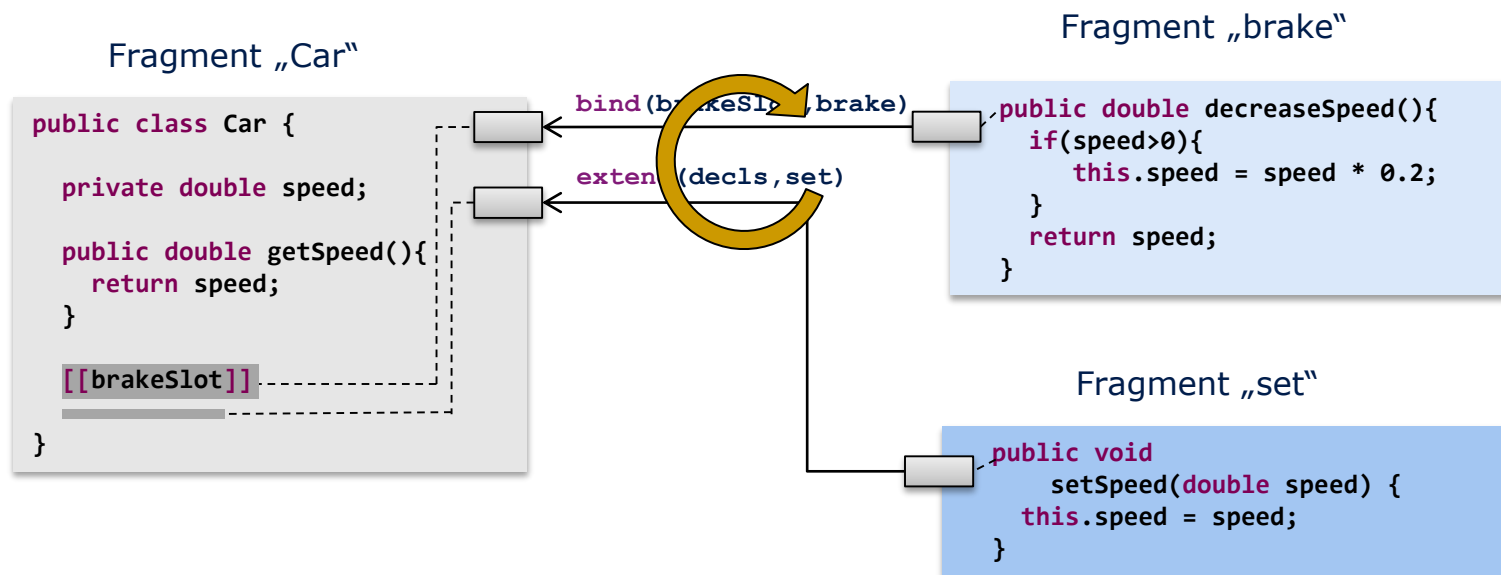 Fragment „Car“
public class Car {
private double speed;
public double getSpeed(){
return speed;
}
[[brakeSlot]]
}
bind(brakeSlot,brake)
(decls,set)
Fragment „brake“
public double decreaseSpeed(){
if(speed>0){
this.speed = speed * 0.2;
}
return speed;
}
Fragment „set“
public void
setSpeed(double speed) {
this.speed = speed;
}